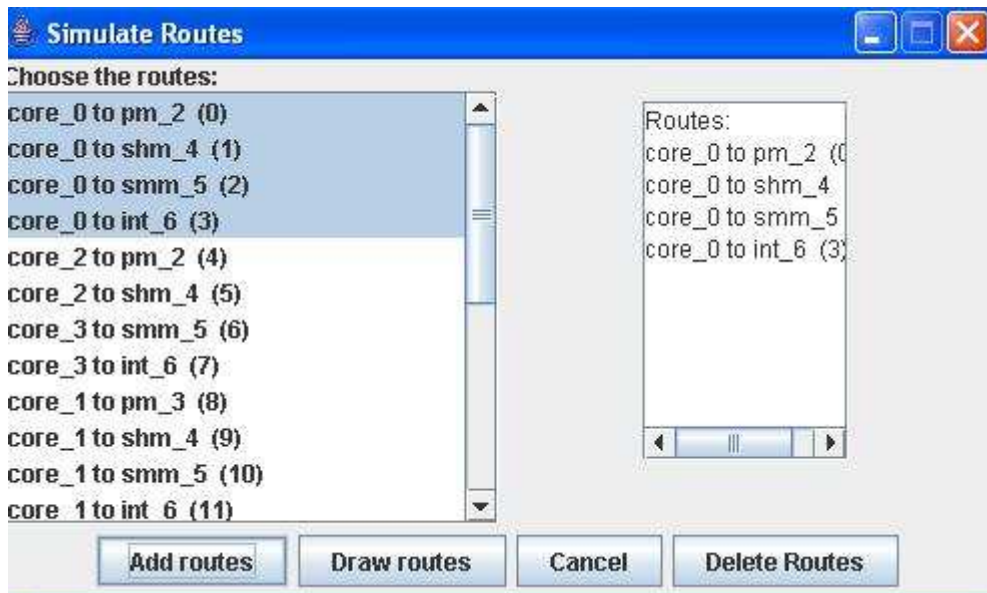 Simulate Routes
Choose the routes:
core_0 to pm_2 (0)
core_0 to shm_4 (1)
core_0 to smm_5 (2)
core_0 to int_6 (3)
core_2 to pm_2 (4)
core_2 to shm_4 (5)
core_3 to smm_5 (6)
core_3 to int_6 (7)
core_1 to pm_3 (8)
core_1 to shm_4 (9)
core_1 to smm_5 (10)
core_1 to int_6 (11)
Routes:
core_0 to pm_2 (0
core_0 to shm_4
core_0 to smm_5
core_0 to int_6 (3)
Add routes
Draw routes
Cancel
Delete Routes